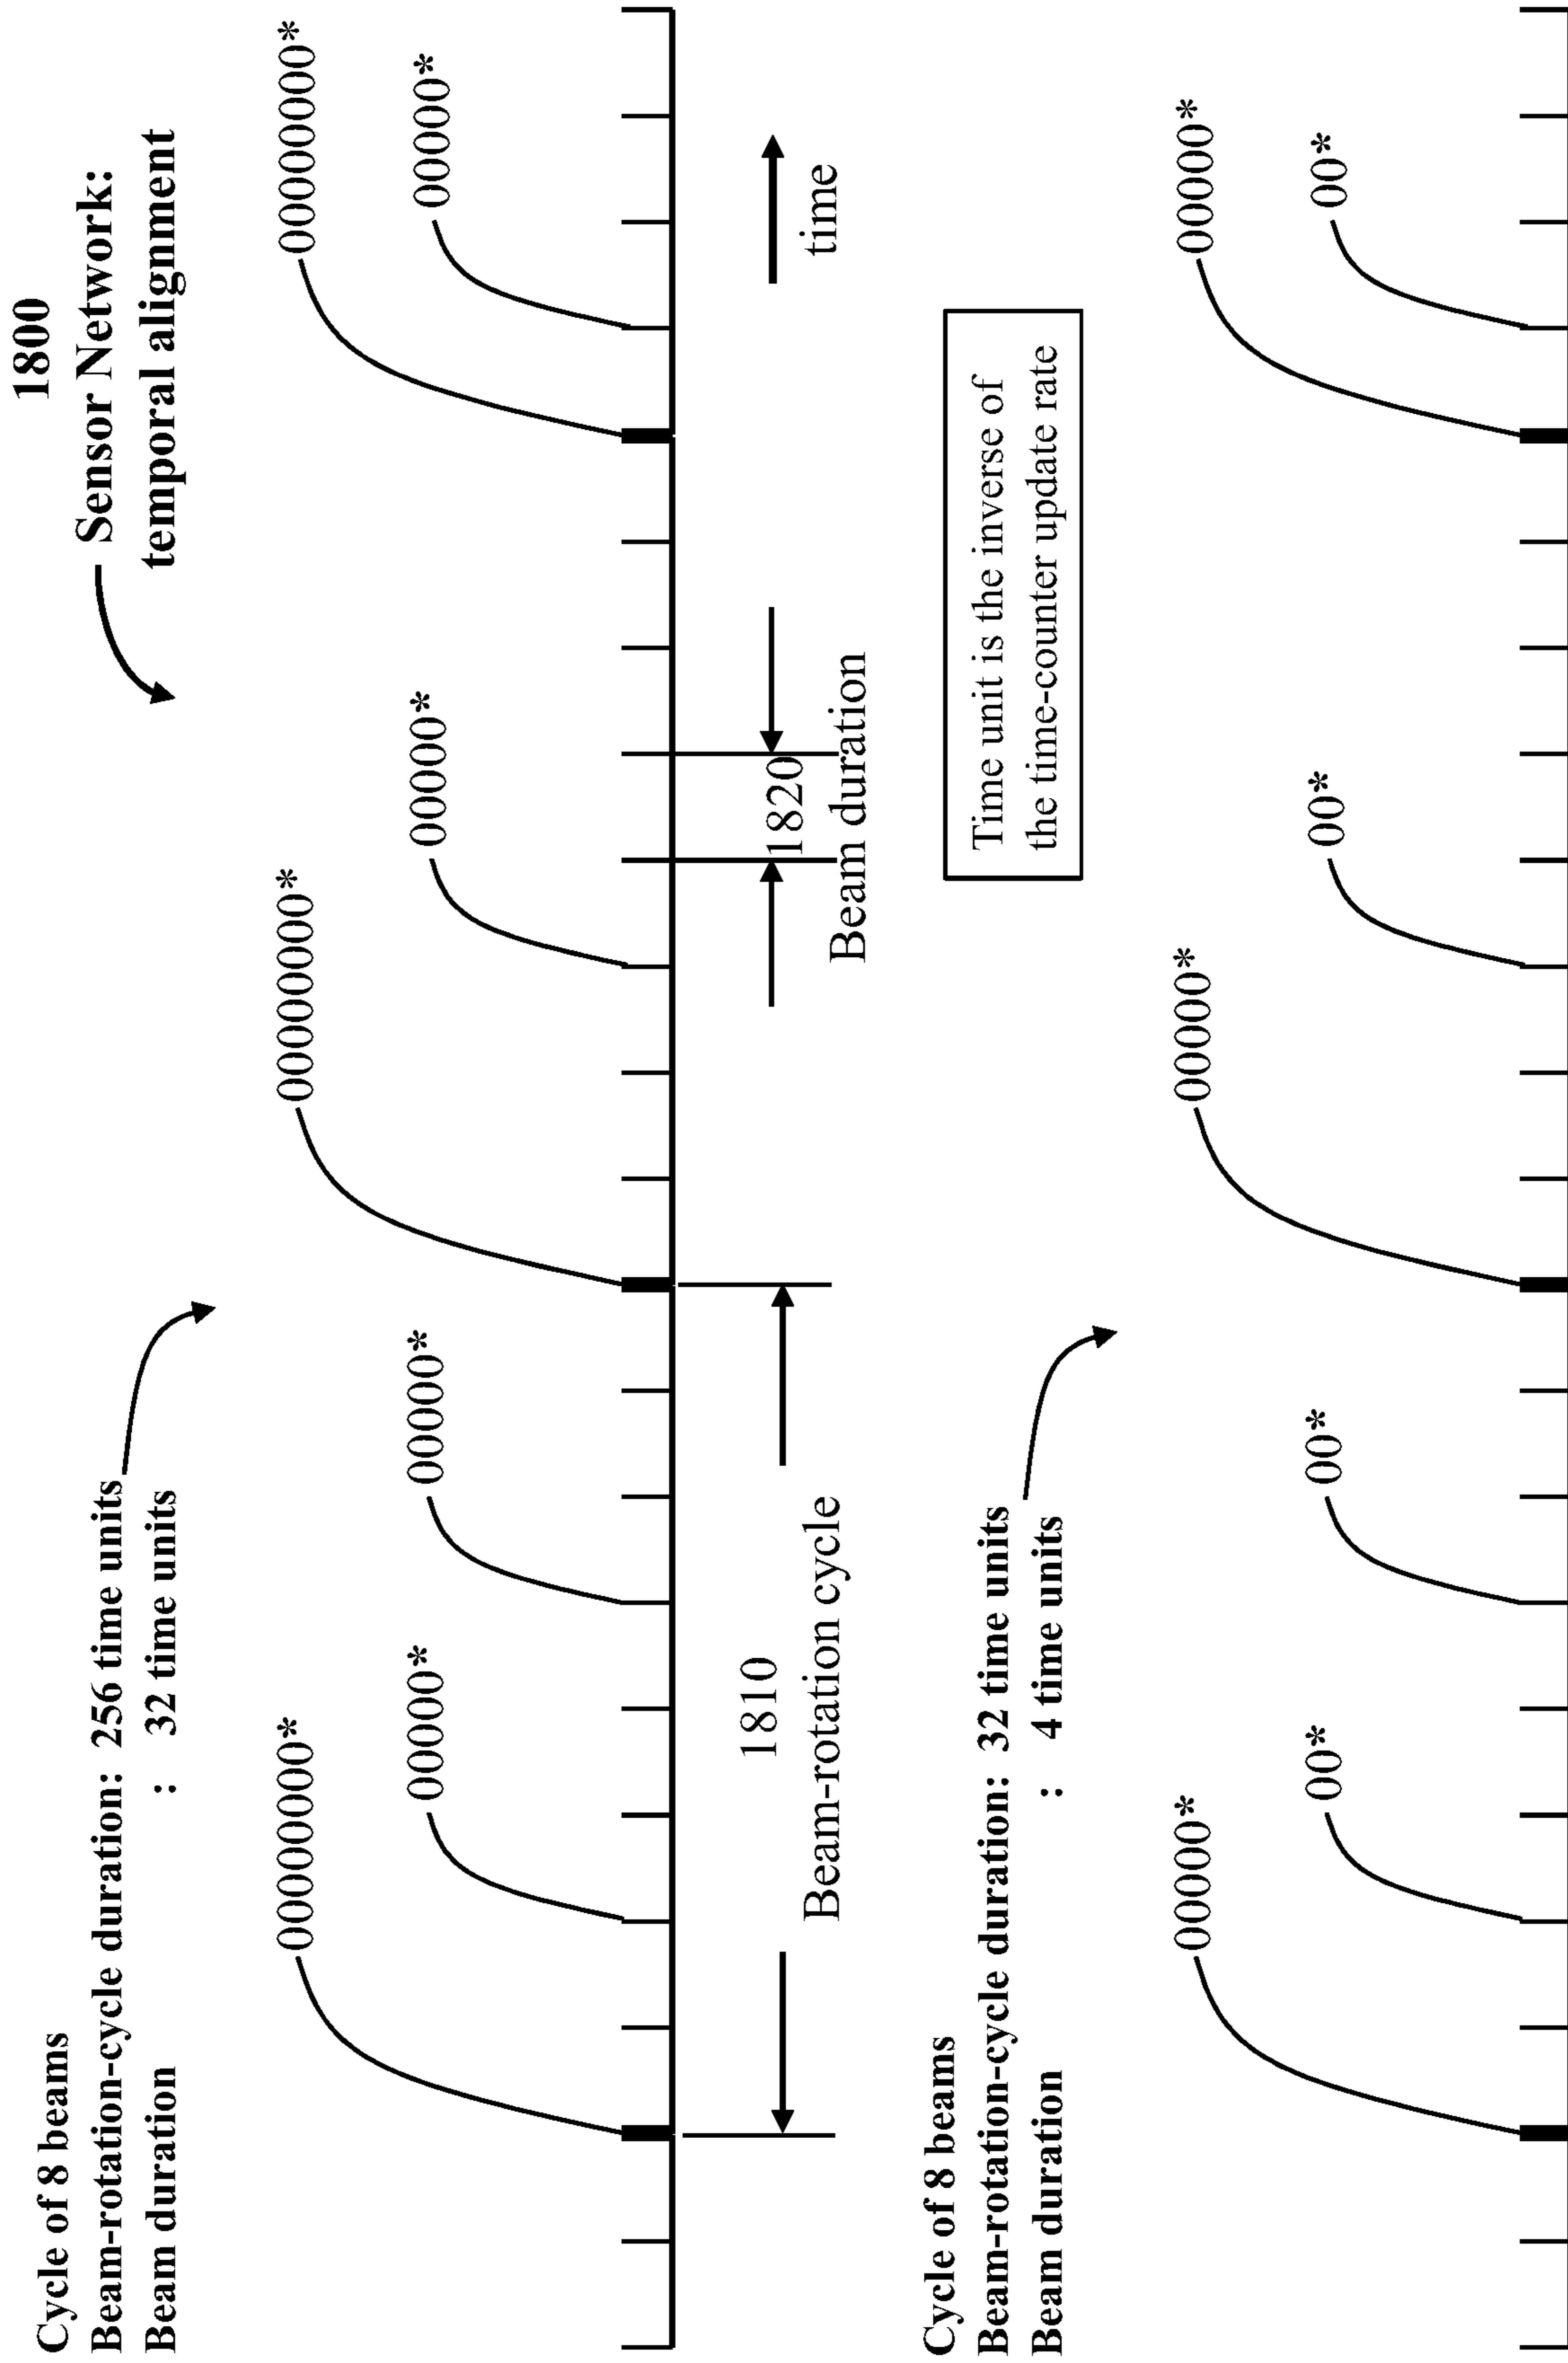 1800
Sensor Network:
temporal alignment
Cycle of 8 beams
Beam-rotation-cycle duration: 256 time units
Beam duration : 32 time units
00000000*
00000000*
00000000*
00000*
00000*
00000*
00000*
1810
Beam-rotation cycle
1820
Beam duration
time
Cycle of 8 beams
Beam-rotation-cycle duration: 32 time units
Beam duration : 4 time units
Time unit is the inverse of
the time-counter update rate
00000*
00000*
00000*
00*
00*
00*
00*